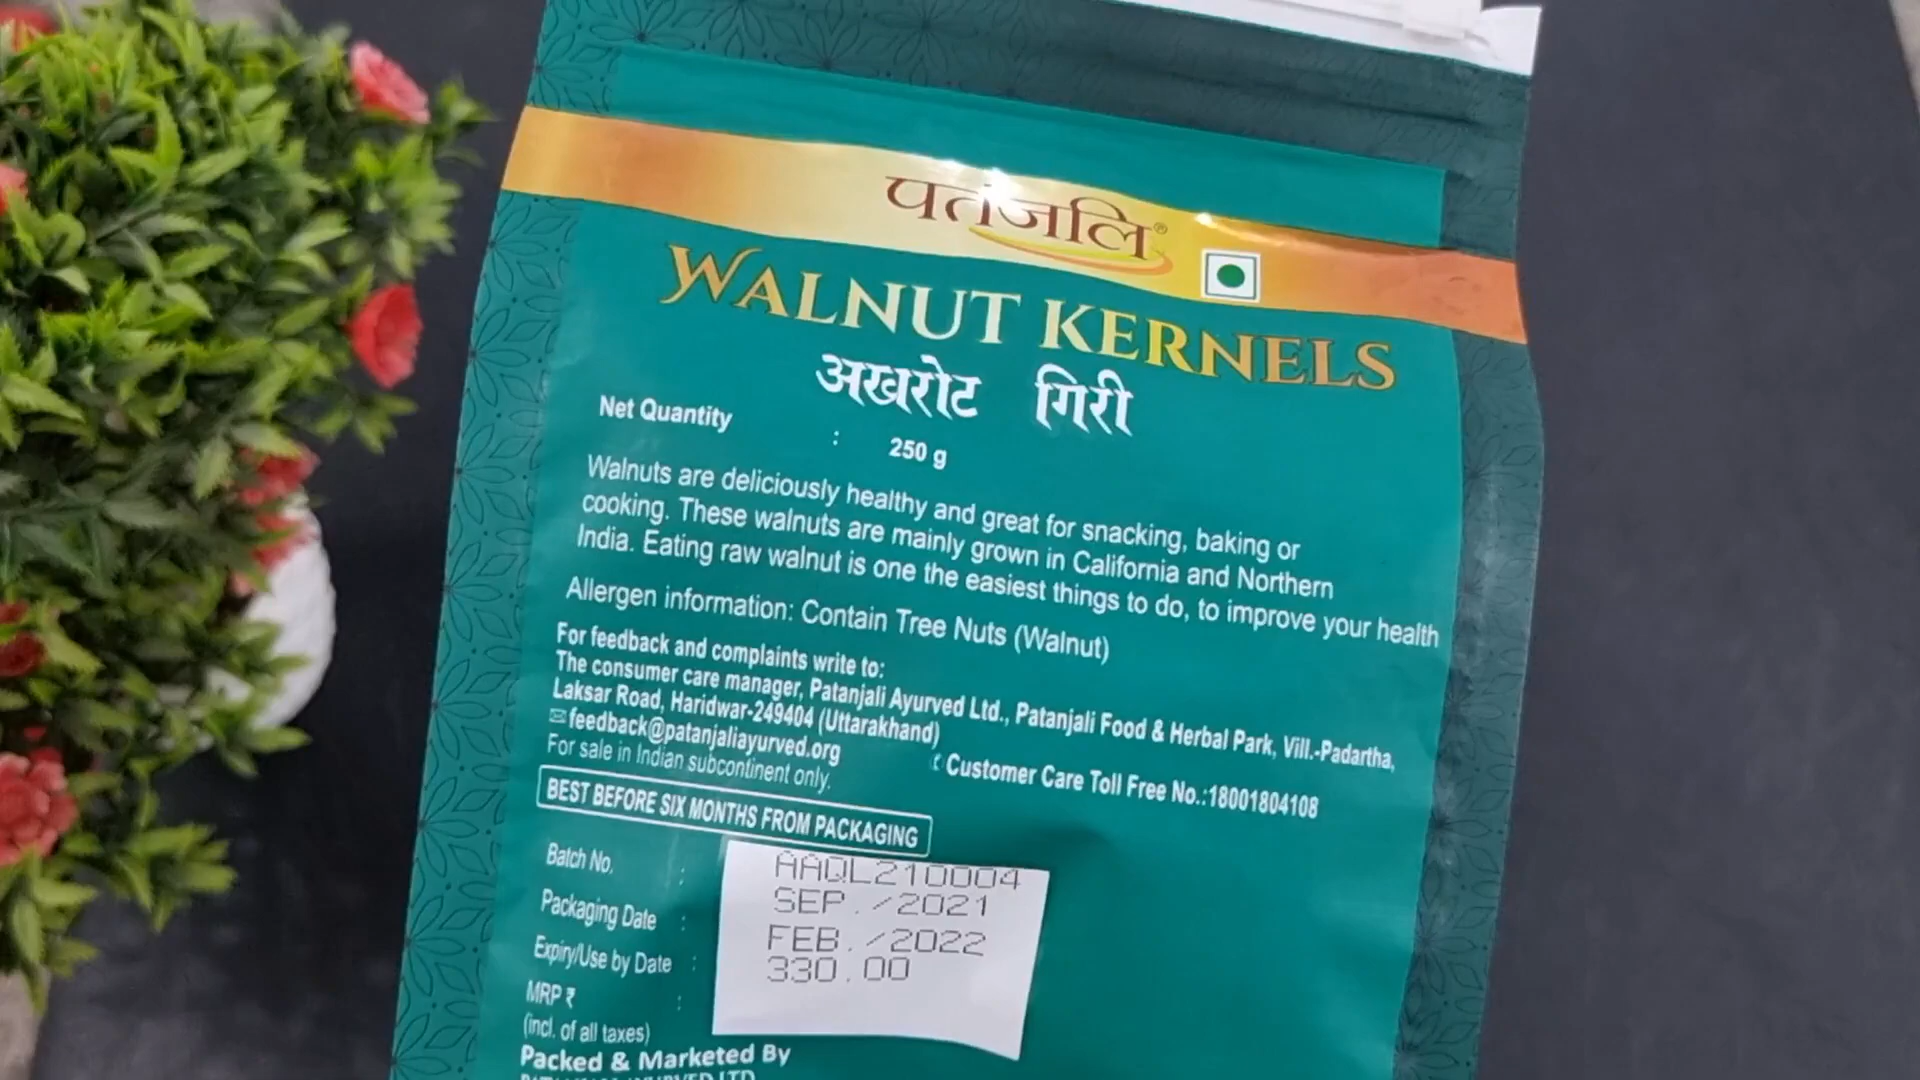 पतंजलि®
WALNUT KERNELS
अखरोट गिरी
Net Quantity : 250 g
Walnuts are deliciously healthy and great for snacking, baking or
cooking. These walnuts are mainly grown in California and Northern
India. Eating raw walnut is one the easiest things to do, to improve your health
Allergen information: Contain Tree Nuts (Walnut)
For feedback and complaints write to:
The consumer care manager, Patanjali Ayurved Ltd., Patanjali Food & Herbal Park, Vill.-Padartha,
Laksar Road, Haridwar-249404 (Uttarakhand)
feedback@patanjaliayurved.org Customer Care Toll Free No.:18001804108
For sale in Indian subcontinent only.
BEST BEFORE SIX MONTHS FROM PACKAGING
Batch No. : AAQL210004
Packaging Date : SEP./2021
Expiry/Use by Date : FEB./2022
MRP ₹ : 330.00
(incl. of all taxes)
Packed & Marketed By